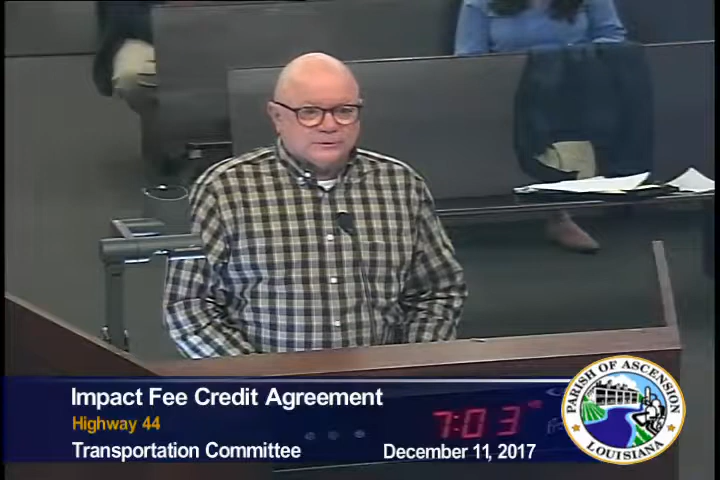 Impact Fee Credit Agreement
Highway 44
Transportation Committee
December 11, 2017
7:03
PARISH OF ASCENSION
LOUISIANA